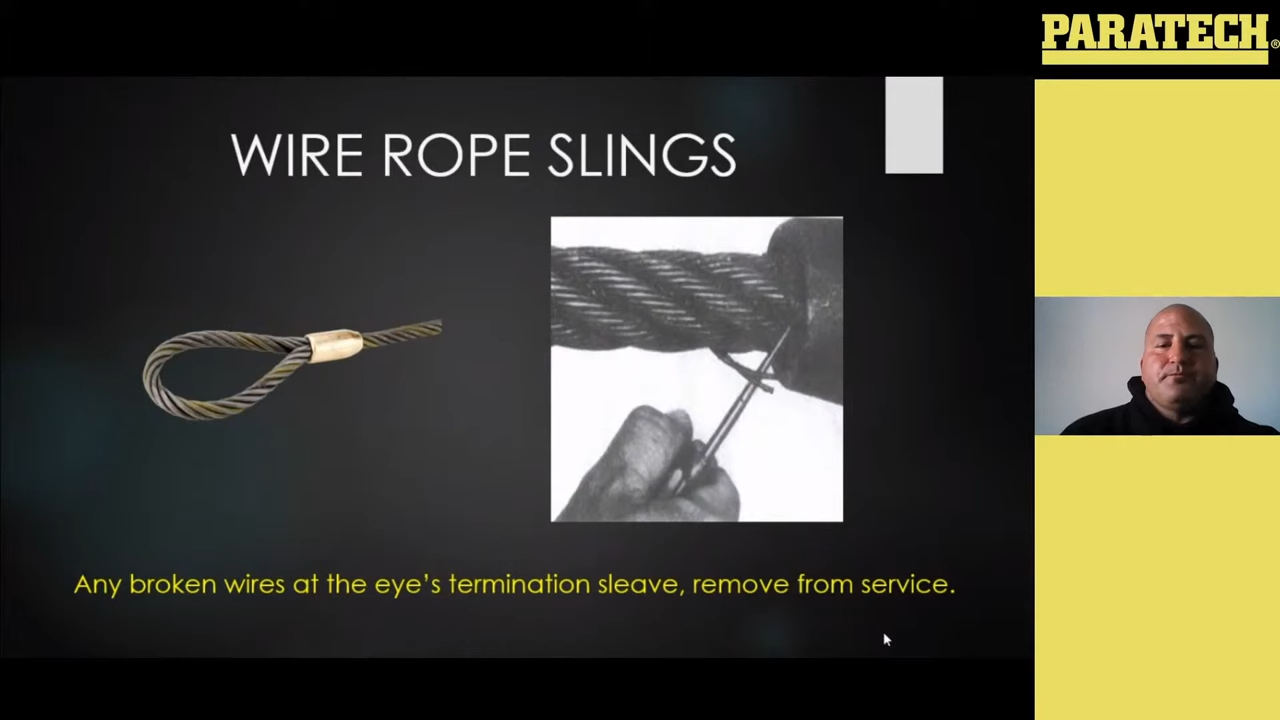 PARATECH®
WIRE ROPE SLINGS
Any broken wires at the eye’s termination sleave, remove from service.